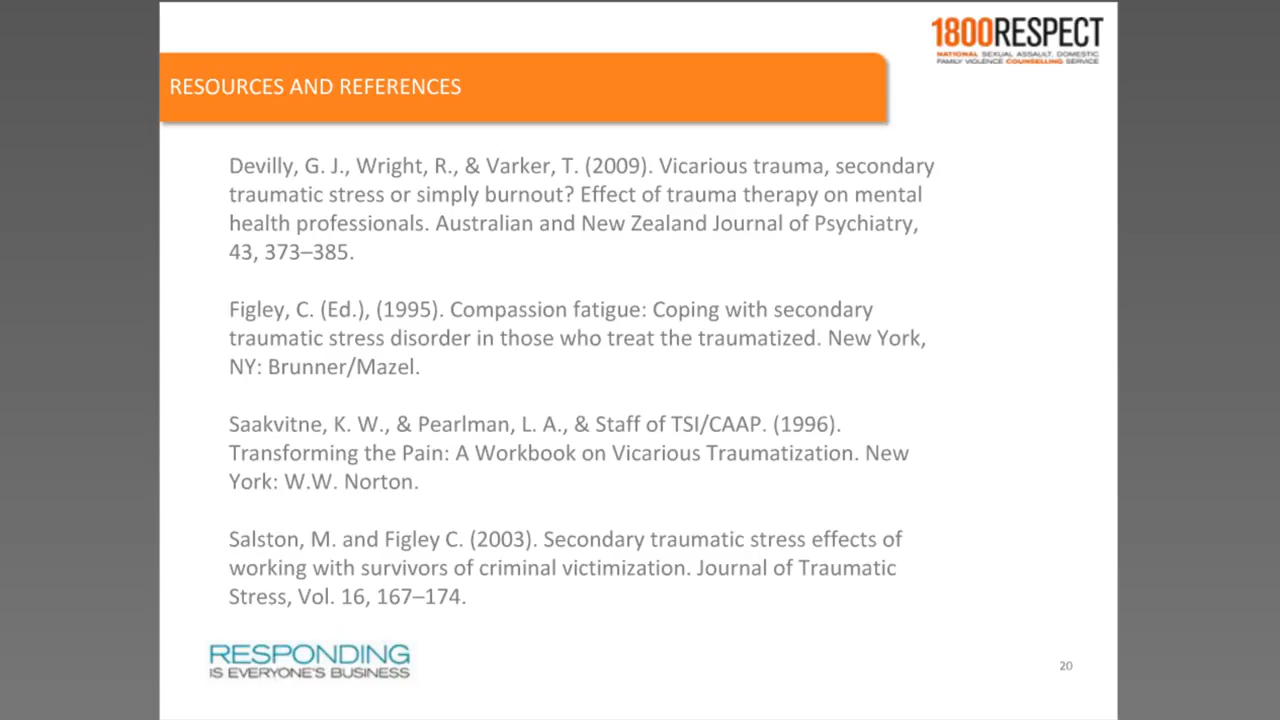 1800RESPECT
NATIONAL SEXUAL ASSAULT, DOMESTIC
FAMILY VIOLENCE COUNSELLING SERVICE
RESOURCES AND REFERENCES
Devilly, G. J., Wright, R., & Varker, T. (2009). Vicarious trauma, secondary
traumatic stress or simply burnout? Effect of trauma therapy on mental
health professionals. Australian and New Zealand Journal of Psychiatry,
43, 373–385.
Figley, C. (Ed.), (1995). Compassion fatigue: Coping with secondary
traumatic stress disorder in those who treat the traumatized. New York,
NY: Brunner/Mazel.
Saakvitne, K. W., & Pearlman, L. A., & Staff of TSI/CAAP. (1996).
Transforming the Pain: A Workbook on Vicarious Traumatization. New
York: W.W. Norton.
Salston, M. and Figley C. (2003). Secondary traumatic stress effects of
working with survivors of criminal victimization. Journal of Traumatic
Stress, Vol. 16, 167–174.
RESPONDING
IS EVERYONE'S BUSINESS
20